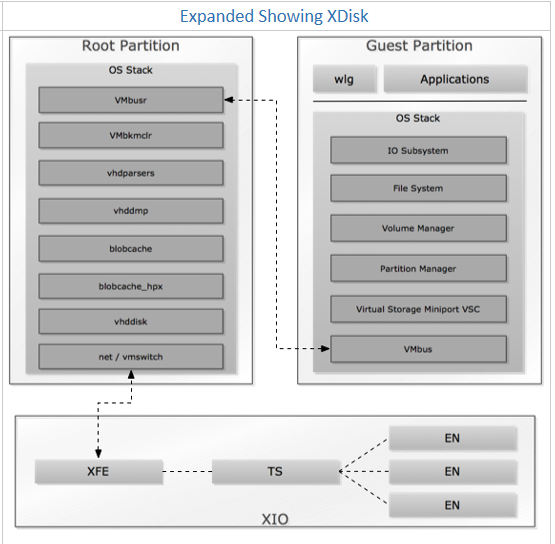 Expanded Showing XDisk
Root Partition
OS Stack
VMbusr
VMbkmclr
vhdparsers
vhddmp
blobcache
blobcache_hpx
vhddisk
net / vmswitch
Guest Partition
wlg
Applications
OS Stack
IO Subsystem
File System
Volume Manager
Partition Manager
Virtual Storage Miniport VSC
VMbus
XFE
TS
EN
EN
EN
XIO